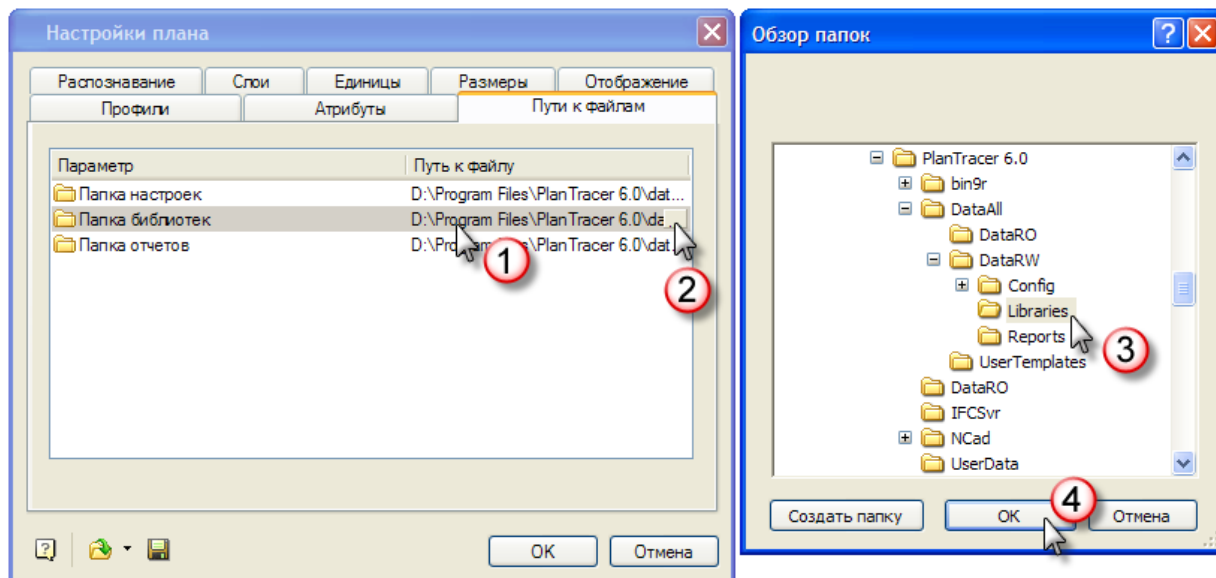 Настройки плана
Распознавание Слои Единицы Размеры Отображение
Профили Атрибуты Пути к файлам
Параметр Путь к файлу
Папка настроек D:\Program Files\PlanTracer 6.0\dat...
Папка библиотек D:\Program Files\PlanTracer 6.0\da...
Папка отчетов D:\Program Files\PlanTracer 6.0\dat...
1
2
OK Отмена
Обзор папок
PlanTracer 6.0
bin9r
DataAll
DataRO
DataRW
Config
Libraries
Reports
3
UserTemplates
DataRO
IFCSvr
NCad
UserData
4
Создать папку OK Отмена